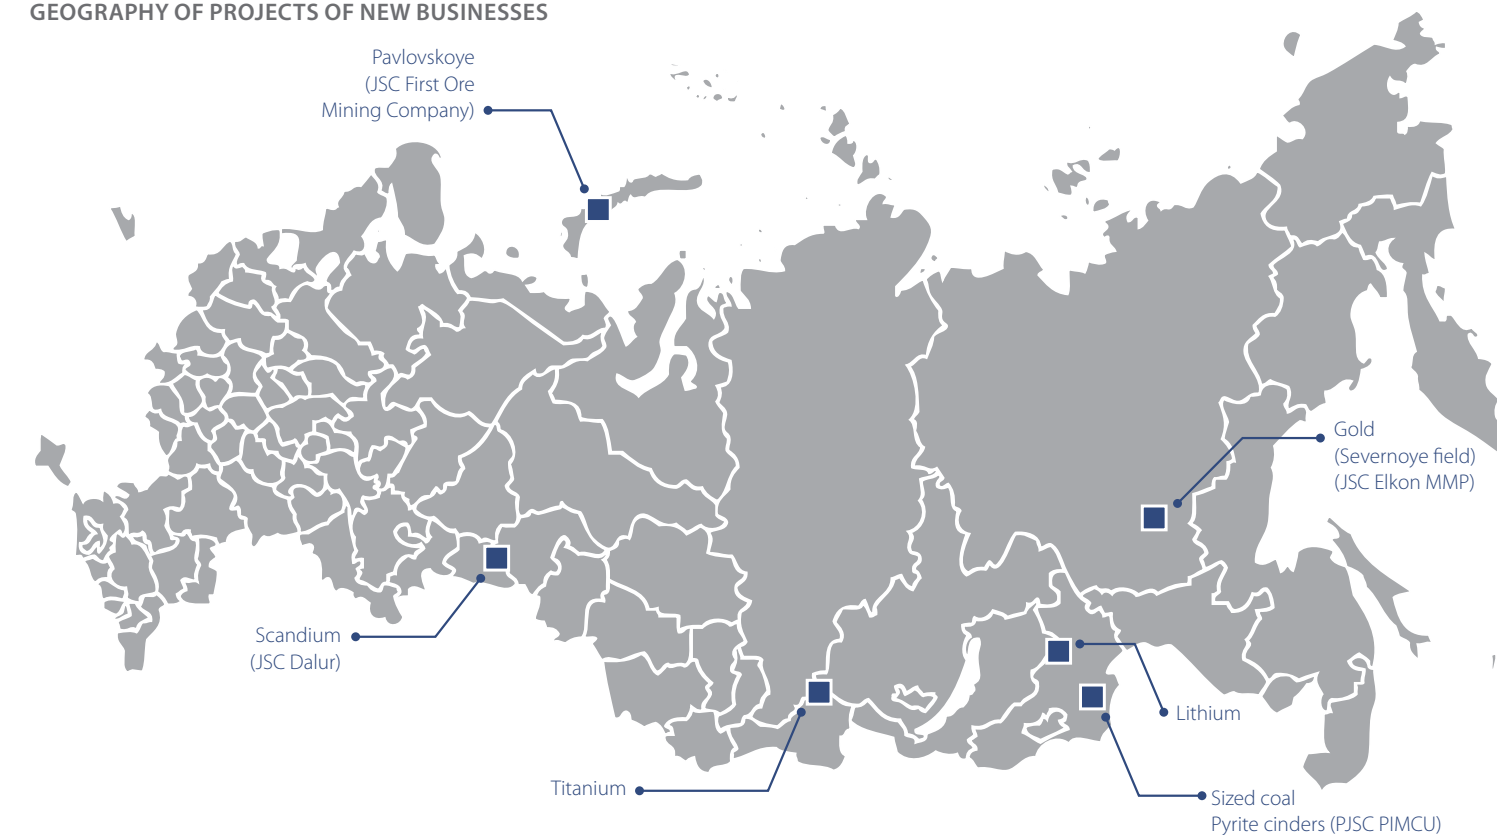 GEOGRAPHY OF PROJECTS OF NEW BUSINESSES
Pavlovskoye
(JSC First Ore
Mining Company)
Gold
(Severnoye field)
(JSC Elkon MMP)
Scandium
(JSC Dalur)
Lithium
Titanium
Sized coal
Pyrite cinders (PJSC PIMCU)